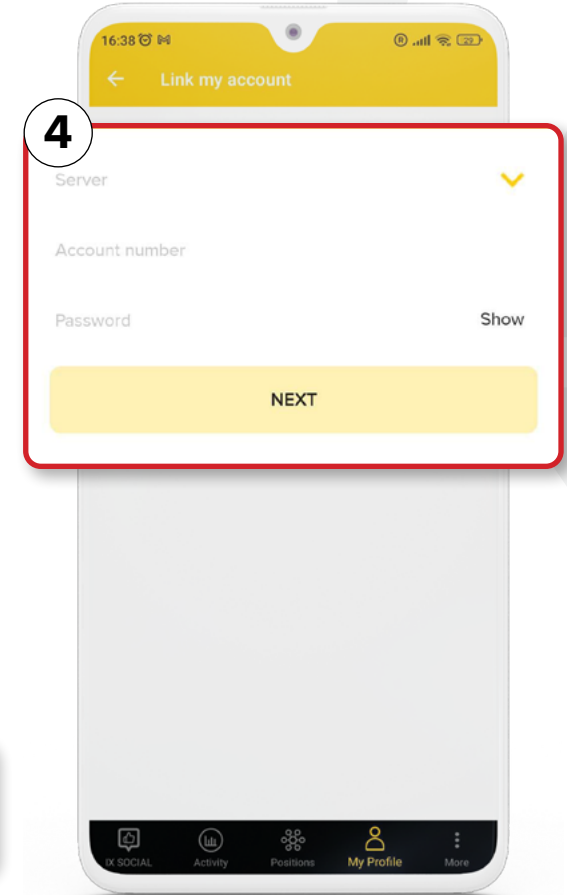 16:38
R 29
Link my account
4
Server
Account number
Password Show
NEXT
IX SOCIAL Activity Positions My Profile More